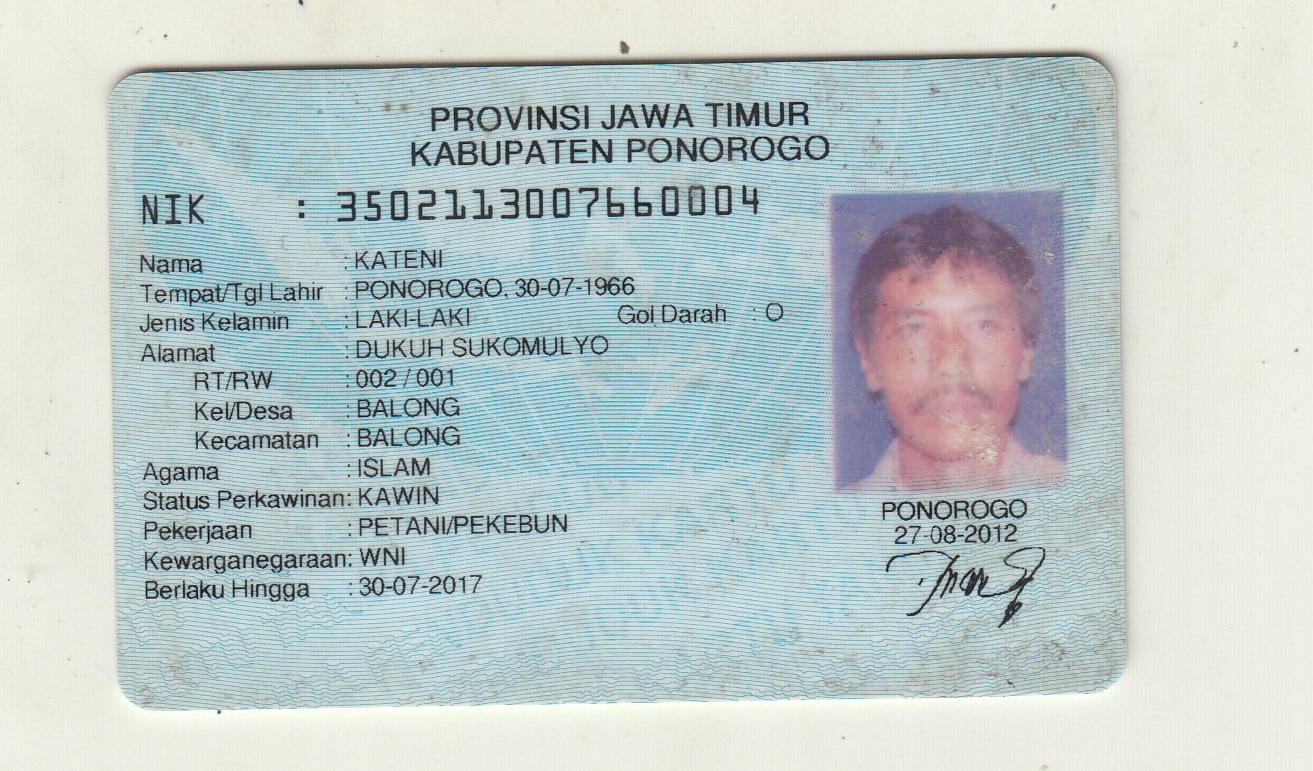 PROVINSI JAWA TIMUR
KABUPATEN PONOROGO
NIK : 3502113007660004
Nama : KATENI
Tempat/Tgl Lahir : PONOROGO, 30-07-1966
Jenis Kelamin : LAKI-LAKI Gol Darah : O
Alamat : DUKUH SUKOMULYO
RT/RW : 002 / 001
Kel/Desa : BALONG
Kecamatan : BALONG
Agama : ISLAM
Status Perkawinan: KAWIN
Pekerjaan : PETANI/PEKEBUN
Kewarganegaraan: WNI
Berlaku Hingga : 30-07-2017
PONOROGO
27-08-2012